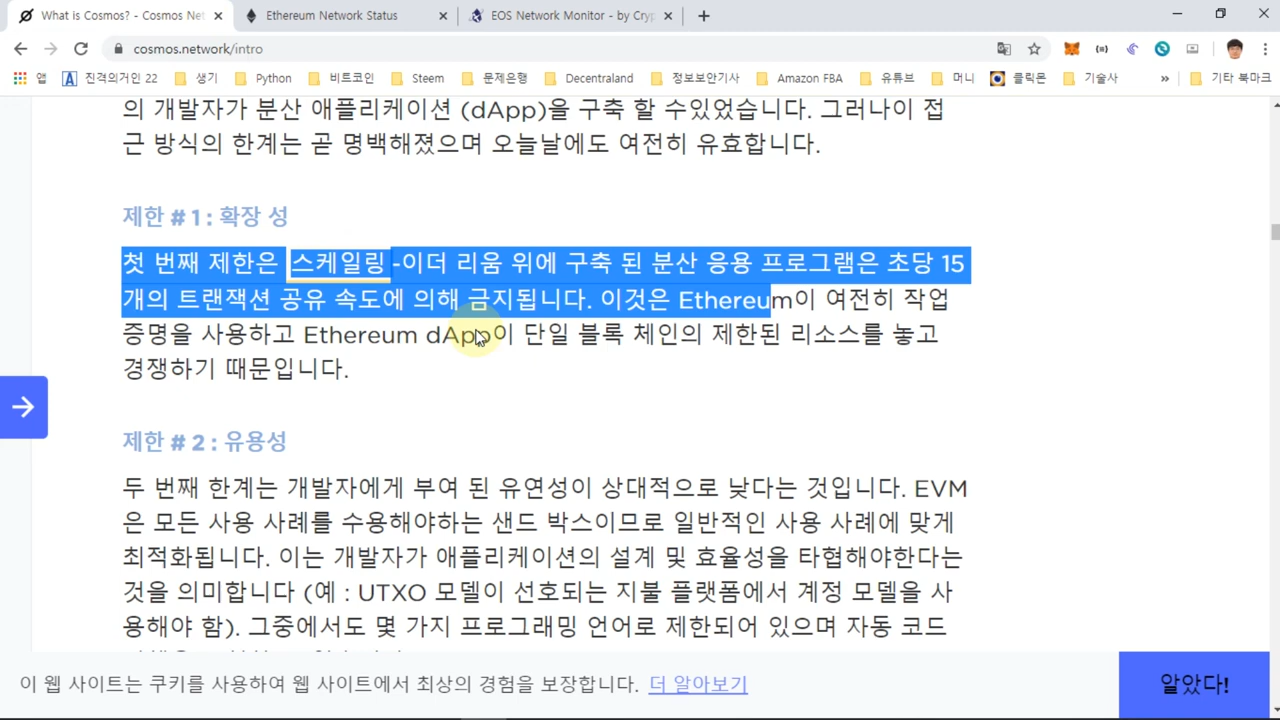 What is Cosmos? - Cosmos Net
Ethereum Network Status
EOS Network Monitor - by Cryp
cosmos.network/intro
앱 진격의거인 22 생기 Python 비트코인 Steem 문제은행 Decentraland 정보보안기사 Amazon FBA 유튜브 머니 클릭몬 기술사 » 기타 북마크
의 개발자가 분산 애플리케이션 (dApp)을 구축 할 수있었습니다. 그러나이 접
근 방식의 한계는 곧 명백해졌으며 오늘날에도 여전히 유효합니다.
제한 # 1 : 확장 성
첫 번째 제한은 스케일링 -이더 리움 위에 구축 된 분산 응용 프로그램은 초당 15
개의 트랜잭션 공유 속도에 의해 금지됩니다. 이것은 Ethereum이 여전히 작업
증명을 사용하고 Ethereum dApp이 단일 블록 체인의 제한된 리소스를 놓고
경쟁하기 때문입니다.
제한 # 2 : 유용성
두 번째 한계는 개발자에게 부여 된 유연성이 상대적으로 낮다는 것입니다. EVM
은 모든 사용 사례를 수용해야하는 샌드 박스이므로 일반적인 사용 사례에 맞게
최적화됩니다. 이는 개발자가 애플리케이션의 설계 및 효율성을 타협해야한다는
것을 의미합니다 (예 : UTXO 모델이 선호되는 지불 플랫폼에서 계정 모델을 사
용해야 함). 그중에서도 몇 가지 프로그래밍 언어로 제한되어 있으며 자동 코드
이 웹 사이트는 쿠키를 사용하여 웹 사이트에서 최상의 경험을 보장합니다. 더 알아보기
알았다!